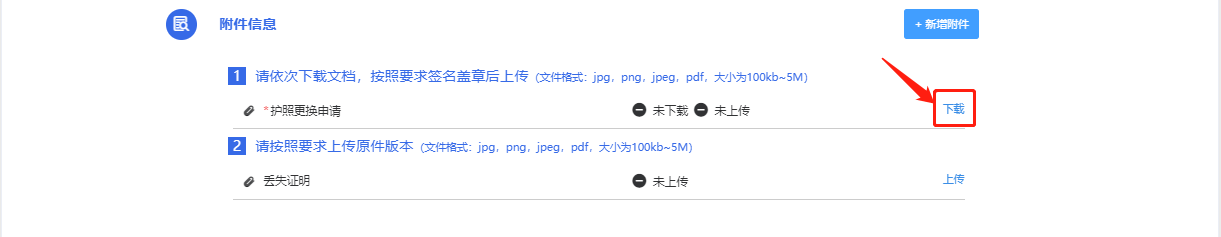 附件信息
+ 新增附件
1 请依次下载文档，按照要求签名盖章后上传（文件格式：jpg，png，jpeg，pdf，大小为100kb~5M）
*护照更换申请 未下载 未上传 下载
2 请按照要求上传原件版本（文件格式：jpg，png，jpeg，pdf，大小为100kb~5M）
丢失证明 未上传 上传